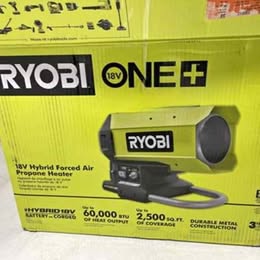 RYOBI 18V ONE+
RYOBI
18V Hybrid Forced Air
Propane Heater
HYBRID 18V
BATTERY OR CORDED
Up to
60,000 BTU
OF HEAT OUTPUT
Up to
2,500 SQ. FT.
OF COVERAGE
DURABLE METAL
CONSTRUCTION